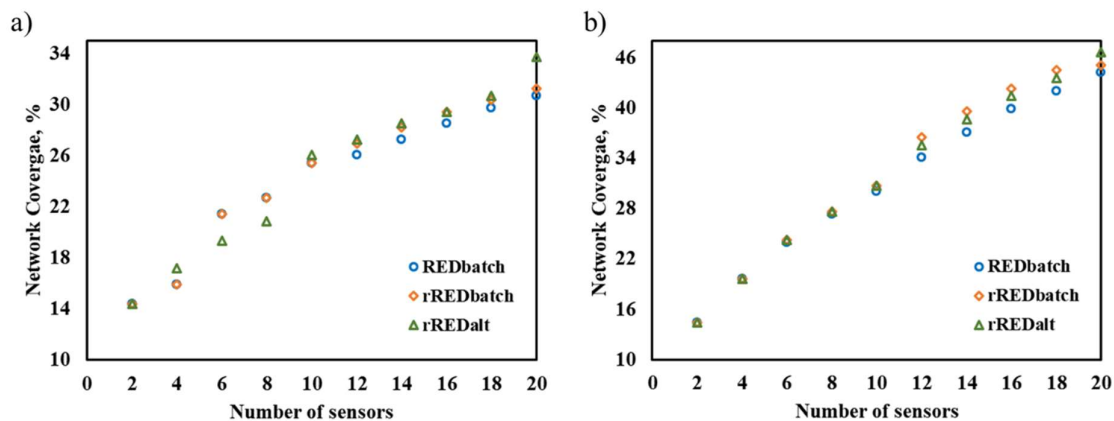 a)
34
30
26
22
18
14
10
Network Covergae, %
0 2 4 6 8 10 12 14 16 18 20
Number of sensors
REDbatch
rREDbatch
rREDalt
b)
46
40
34
28
22
16
10
Network Covergae, %
0 2 4 6 8 10 12 14 16 18 20
Number of sensors
REDbatch
rREDbatch
rREDalt